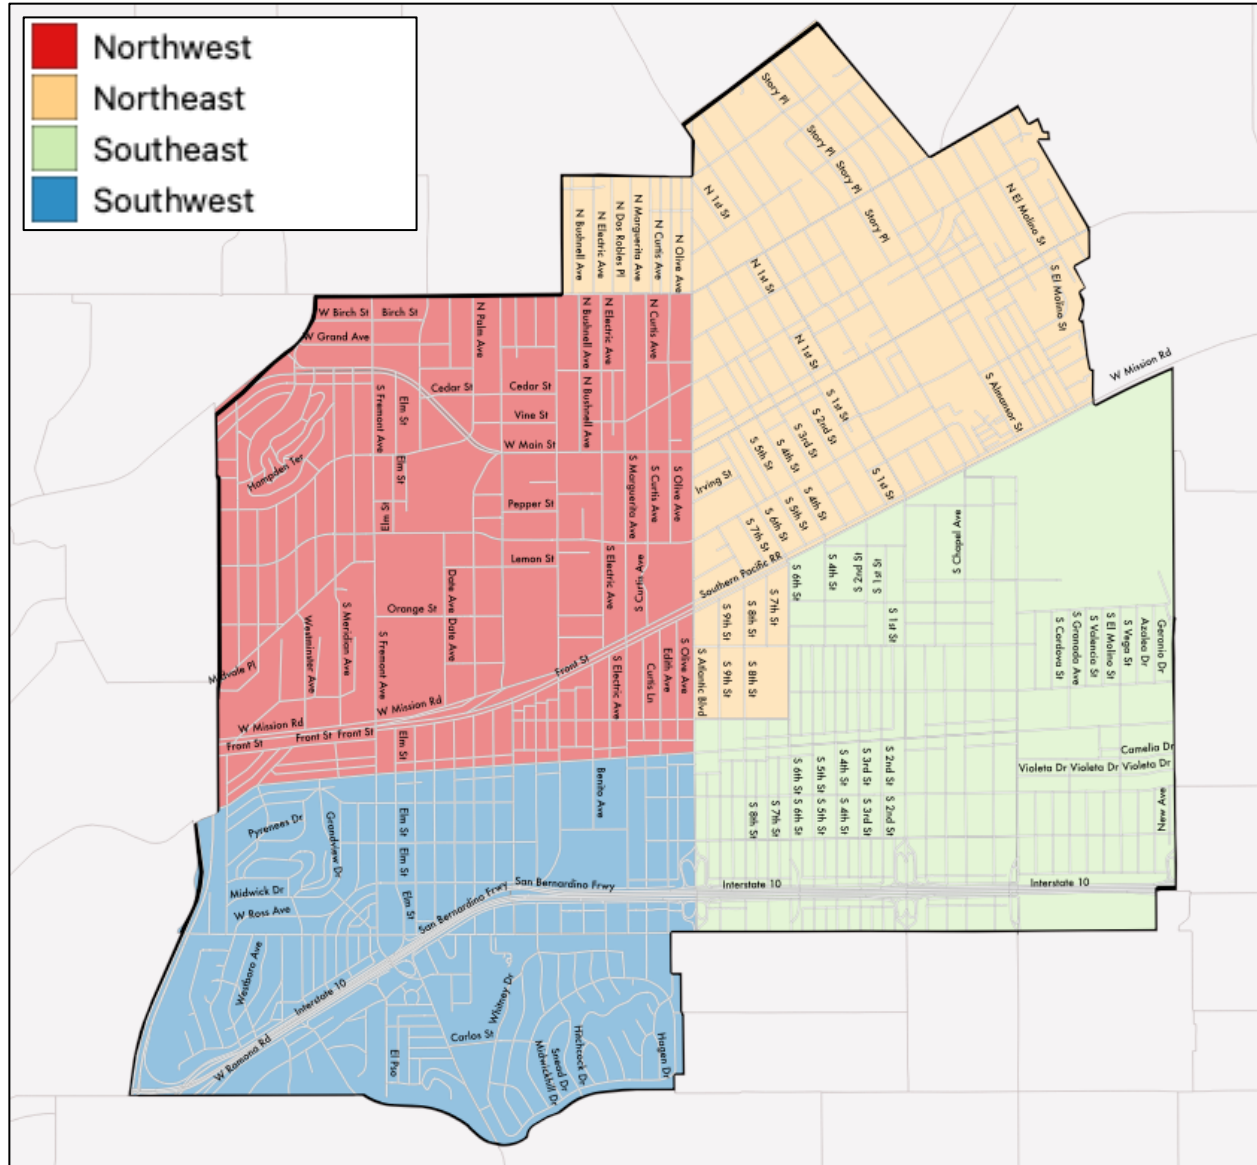 Northwest
Northeast
Southeast
Southwest
Story Pl
Story Pl
Story Pl
Story Pl
N 1st St
N El Molino St
N Bushnell Ave
N Electric Ave
N Dos Robles Pl
N Marguerita Ave
N Curtis Ave
N Olive Ave
N 1st St
S El Molino St
W Birch St
Birch St
W Grand Ave
N Palm Ave
N Bushnell Ave
N Electric Ave
N Curtis Ave
N 1st St
W Mission Rd
Cedar St
Cedar St
S Fremont Ave
Elm St
N Bushnell Ave
S Almansor St
S 1st St
S 2nd St
S 3rd St
S 4th St
S 5th St
Vine St
W Main St
Hampden Ter
Elm St
S Marguerita Ave
S Curtis Ave
S Olive Ave
Irving St
S 1st St
S 4th St
S 5th St
S 6th St
S 7th St
Pepper St
Elm St
S Chapel Ave
Lemon St
S Electric Ave
S Curtis Ave
Southern Pacific RR
S 6th St
S 4th St
S 2nd St
S 1st St
Date Ave
Date Ave
Orange St
S Meridian Ave
Westminster Ave
S Fremont Ave
S 9th St
S 8th St
S 7th St
S 1st St
S Cordova St
S Granada Ave
S Valencia St
S El Molino St
S Vega St
Azalea Dr
Geranio Dr
Midvale Pl
Front St
S Electric Ave
Curtis Ln
Edith Ave
S Olive Ave
S Atlantic Blvd
S 9th St
S 8th St
W Mission Rd
W Mission Rd
Front St
Front St
Front St
Elm St
Camelia Dr
Violeta Dr
Violeta Dr
Violeta Dr
S 6th St
S 5th St
S 4th St
S 3rd St
S 2nd St
Benito Ave
Pyrenees Dr
Grandview Dr
Elm St
S 8th St
S 7th St
S 6th St
S 5th St
S 4th St
S 3rd St
S 2nd St
New Ave
Elm St
Midwick Dr
W Ross Ave
Elm St
San Bernardino Frwy
San Bernardino Frwy
Interstate 10
Interstate 10
Westboro Ave
Interstate 10
Whitney Dr
W Ramona Rd
El Pso
Carlos St
Midwickhill Dr
Snead Dr
Hinchcock Dr
Hagen Dr